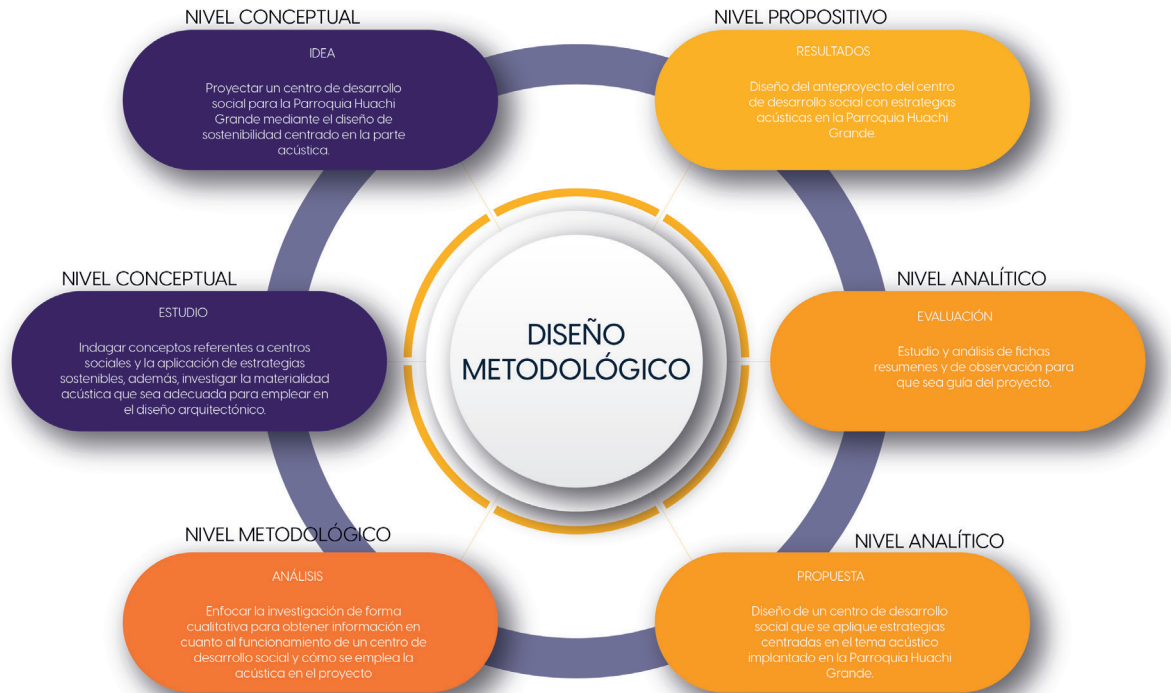 NIVEL CONCEPTUAL
IDEA
Proyectar un centro de desarrollo
social para la Parroquia Huachi
Grande mediante el diseño de
sostenibilidad centrado en la parte
acústica.
NIVEL PROPOSITIVO
RESULTADOS
Diseño del anteproyecto del centro
de desarrollo social con estrategias
acústicas en la Parroquia Huachi
Grande.
NIVEL CONCEPTUAL
ESTUDIO
Indagar conceptos referentes a centros
sociales y la aplicación de estrategias
sostenibles, además, investigar la materialidad
acústica que sea adecuada para emplear en
el diseño arquitectónico.
DISEÑO
METODOLÓGICO
NIVEL ANALÍTICO
EVALUACIÓN
Estudio y análisis de fichas
resumenes y de observación para
que sea guía del proyecto.
NIVEL METODOLÓGICO
ANÁLISIS
Enfocar la investigación de forma
cualitativa para obtener información en
cuanto al funcionamiento de un centro de
desarrollo social y cómo se emplea la
acústica en el proyecto
NIVEL ANALÍTICO
PROPUESTA
Diseño de un centro de desarrollo
social que se aplique estrategias
centradas en el tema acústico
implantado en la Parroquia Huachi
Grande.